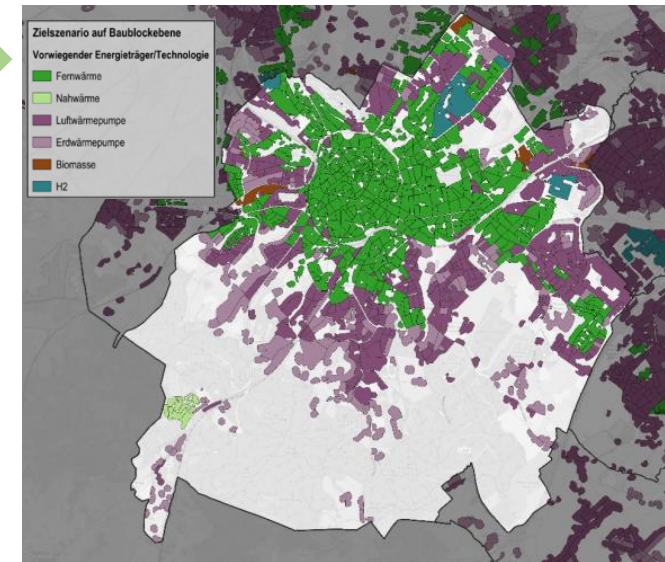 Zielszenario auf Baublockebene
Vorwiegender Energieträger/Technologie
Fernwärme
Nahwärme
Luftwärmepumpe
Erdwärmepumpe
Biomasse
H2